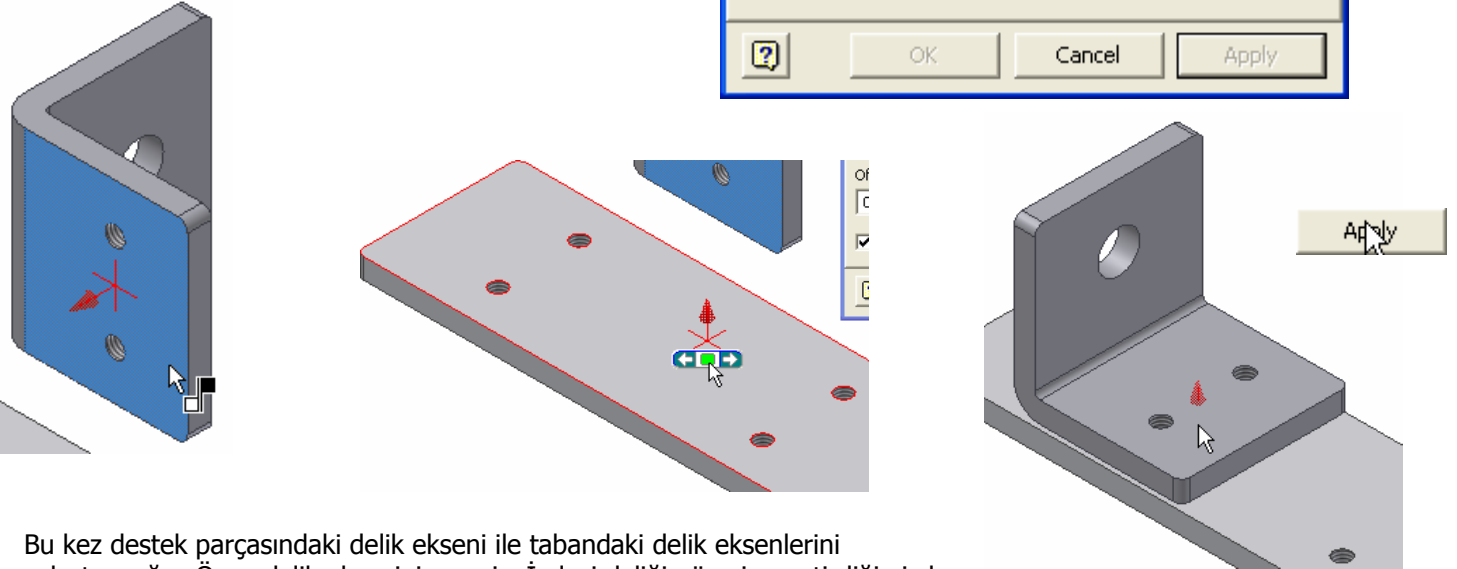 OK Cancel Apply
Of
Apply
Bu kez destek parçasındaki delik ekseni ile tabandaki delik eksenlerini